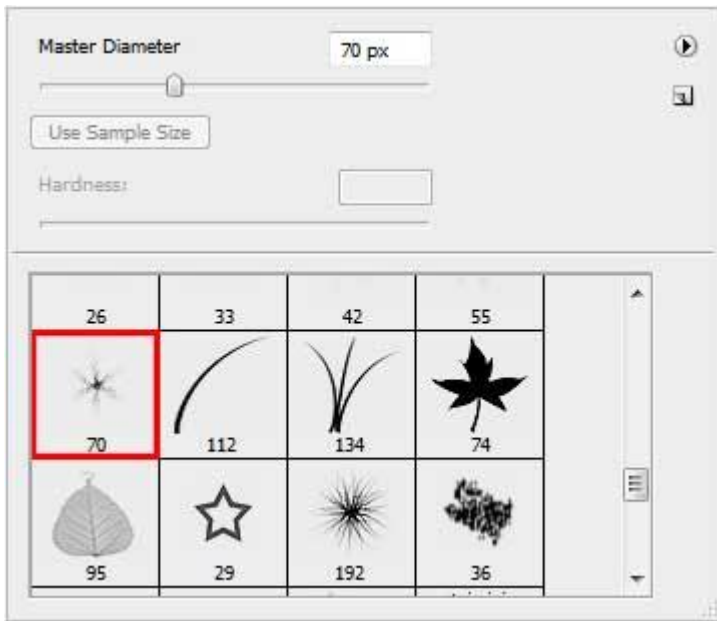 Master Diameter 70 px
Use Sample Size
Hardness:
26 33 42 55
70 112 134 74
95 29 192 36